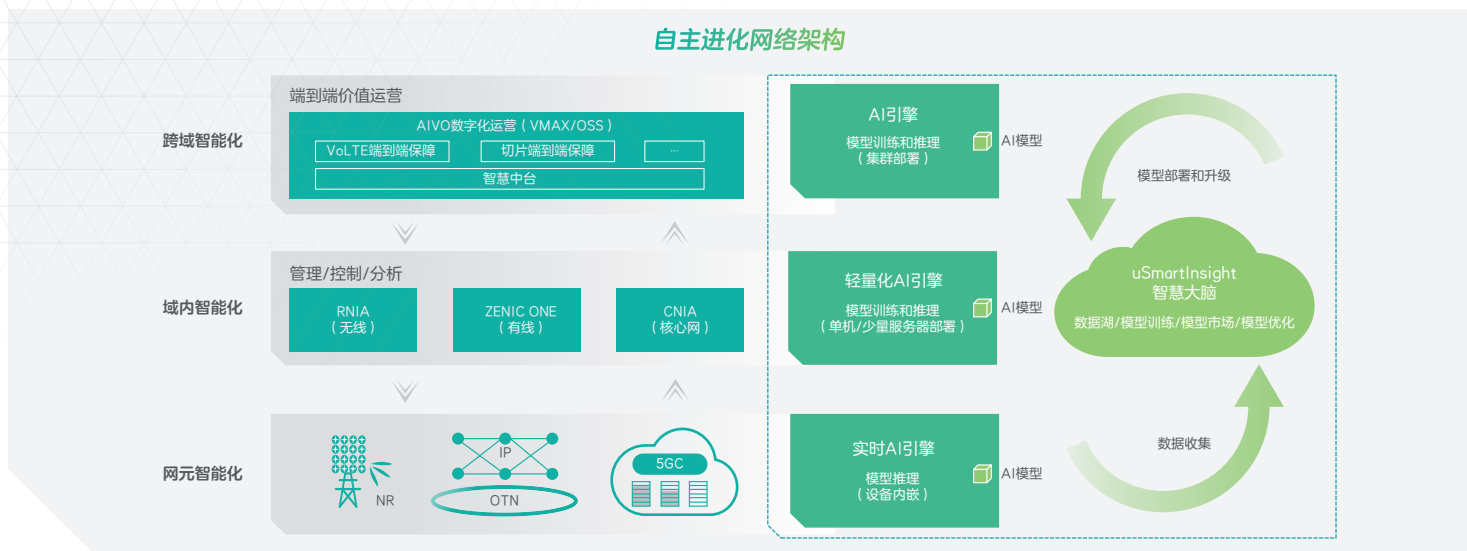 自主进化网络架构
跨域智能化
端到端价值运营
AIVO数字化运营（VMAX/OSS）
VoLTE端到端保障
切片端到端保障
...
智慧中台
AI引擎
模型训练和推理
（集群部署）
AI模型
模型部署和升级
域内智能化
管理/控制/分析
RNIA
（无线）
ZENIC ONE
（有线）
CNIA
（核心网）
轻量化AI引擎
模型训练和推理
（单机/少量服务器部署）
AI模型
uSmartInsight
智慧大脑
数据湖/模型训练/模型市场/模型优化
网元智能化
NR
IP
OTN
5GC
实时AI引擎
模型推理
（设备内嵌）
AI模型
数据收集